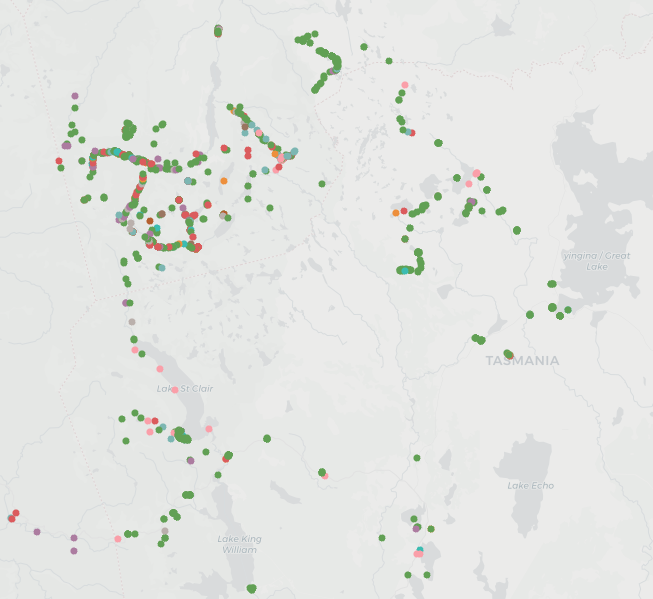 yingina / Great
Lake
TASMANIA
Lake St Clair
Lake Echo
Lake King
William